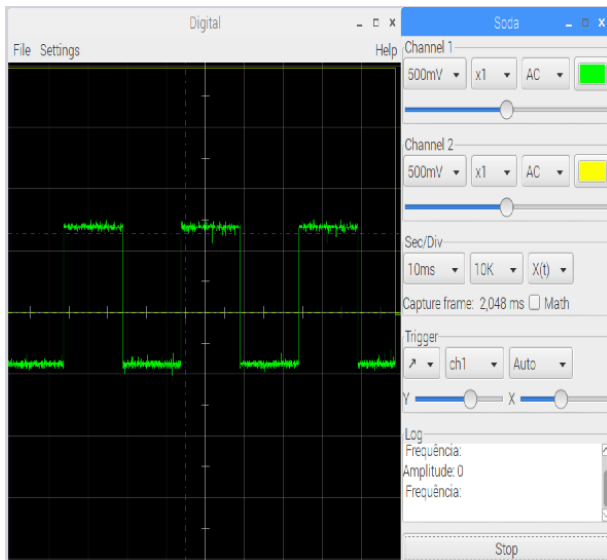 Digital
File Settings Help
Soda
Channel 1
500mV x1 AC
Channel 2
500mV x1 AC
Sec/Div
10ms 10K X(t)
Capture frame: 2,048 ms Math
Trigger
ch1 Auto
Y X
Log
Frequência:
Amplitude: 0
Frequência:
Stop